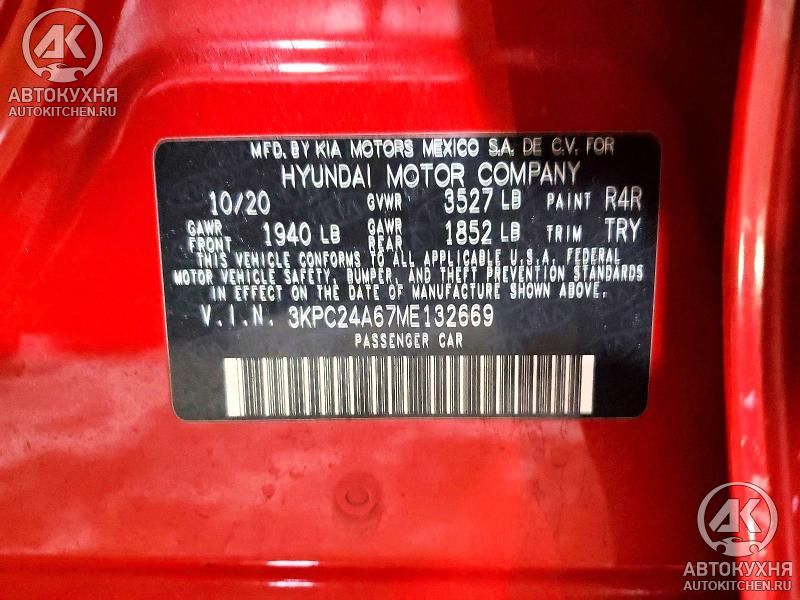 АК
АВТОКУХНЯ
AUTOKITCHEN.RU
MFD. BY KIA MOTORS MEXICO S.A. DE C.V. FOR
HYUNDAI MOTOR COMPANY
10/20 GVWR 3527 LB PAINT R4R
GAWR FRONT 1940 LB GAWR REAR 1852 LB TRIM TRY
THIS VEHICLE CONFORMS TO ALL APPLICABLE U.S.A. FEDERAL
MOTOR VEHICLE SAFETY, BUMPER, AND THEFT PREVENTION STANDARDS
IN EFFECT ON THE DATE OF MANUFACTURE SHOWN ABOVE.
V.I.N. 3KPC24A67ME132669
PASSENGER CAR
АК
АВТОКУХНЯ
AUTOKITCHEN.RU